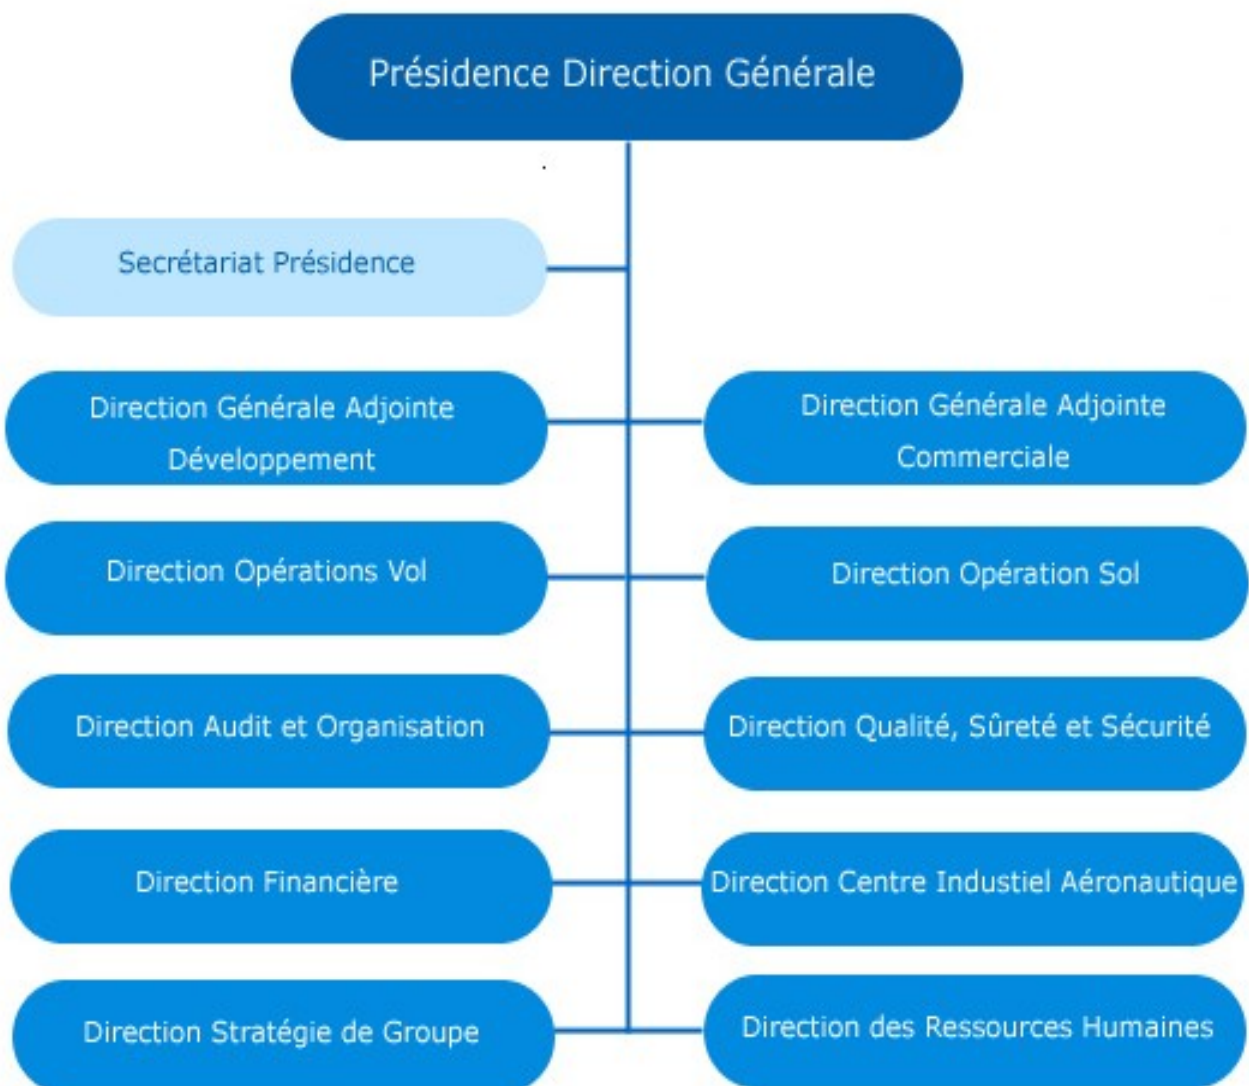 Présidence Direction Générale
Secrétariat Présidence
Direction Générale Adjointe
Développement
Direction Générale Adjointe
Commerciale
Direction Opérations Vol
Direction Opération Sol
Direction Audit et Organisation
Direction Qualité, Sûreté et Sécurité
Direction Financière
Direction Centre Industiel Aéronautique
Direction Stratégie de Groupe
Direction des Ressources Humaines